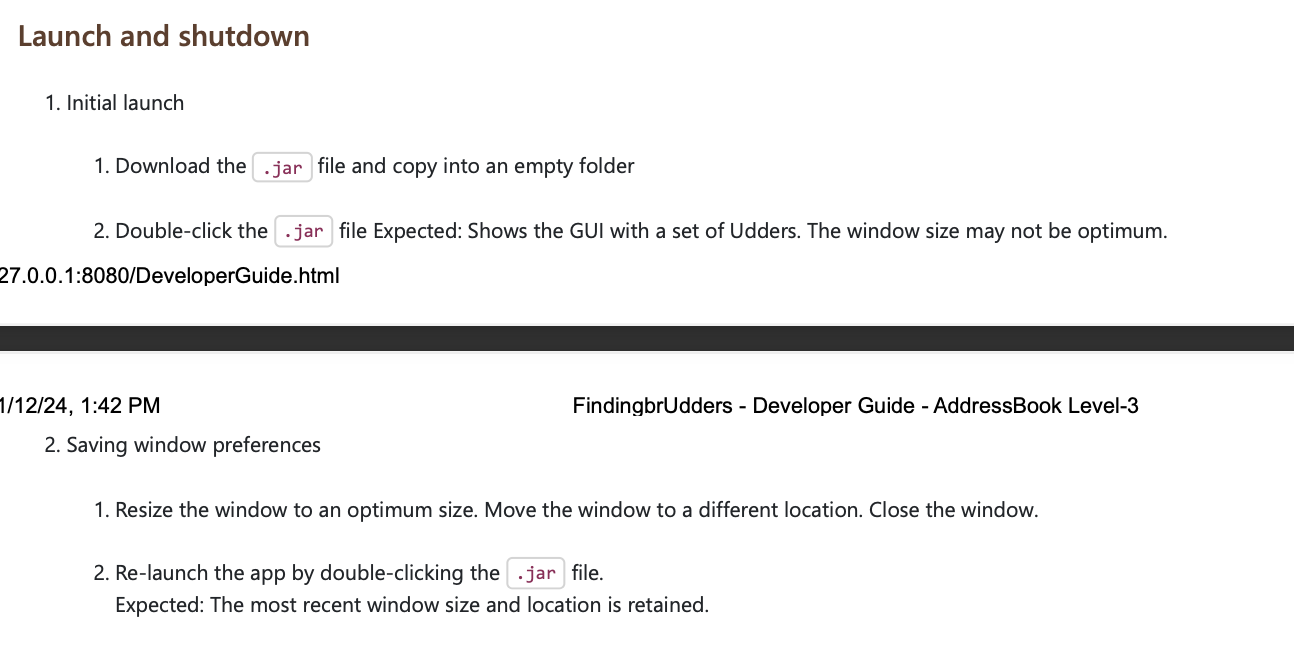 Launch and shutdown
1. Initial launch
1. Download the .jar file and copy into an empty folder
2. Double-click the .jar file Expected: Shows the GUI with a set of Udders. The window size may not be optimum.
27.0.0.1:8080/DeveloperGuide.html
1/12/24, 1:42 PM FindingbrUdders - Developer Guide - AddressBook Level-3
2. Saving window preferences
1. Resize the window to an optimum size. Move the window to a different location. Close the window.
2. Re-launch the app by double-clicking the .jar file.
Expected: The most recent window size and location is retained.